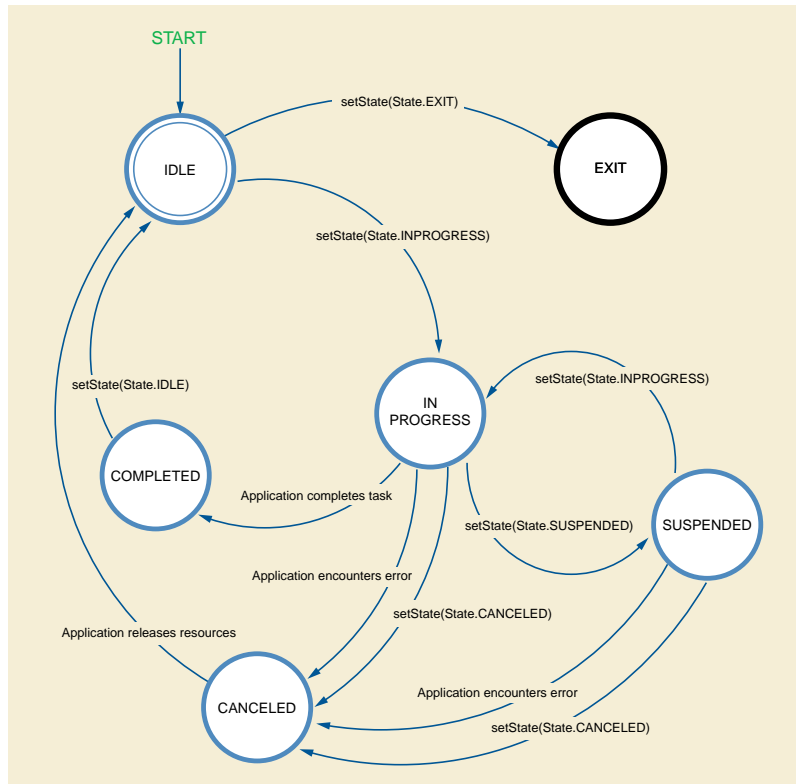 START
setState(State.EXIT)
IDLE
EXIT
setState(State.INPROGRESS)
setState(State.INPROGRESS)
setState(State.IDLE)
IN
PROGRESS
COMPLETED
Application completes task
setState(State.SUSPENDED)
SUSPENDED
Application encounters error
setState(State.CANCELED)
Application releases resources
Application encounters error
CANCELED
setState(State.CANCELED)